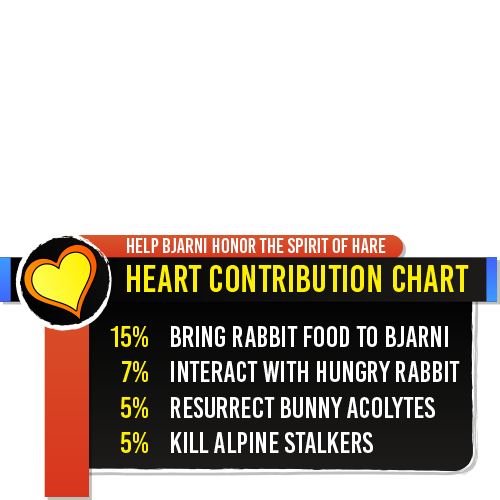 HELP BJARNI HONOR THE SPIRIT OF HARE
HEART CONTRIBUTION CHART
15% BRING RABBIT FOOD TO BJARNI
7% INTERACT WITH HUNGRY RABBIT
5% RESURRECT BUNNY ACOLYTES
5% KILL ALPINE STALKERS